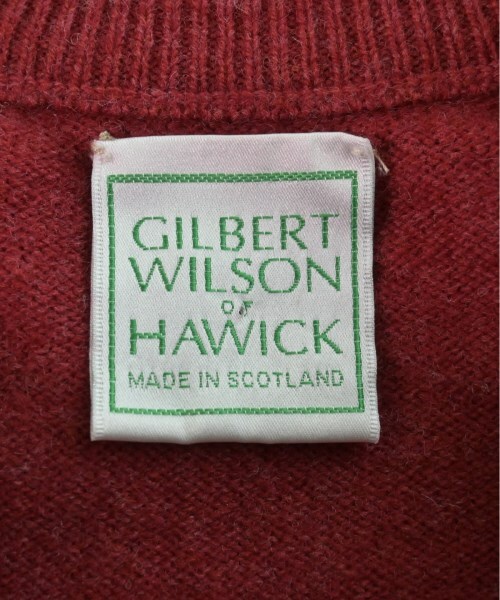 GILBERT
WILSON
OF
HAWICK
MADE IN SCOTLAND